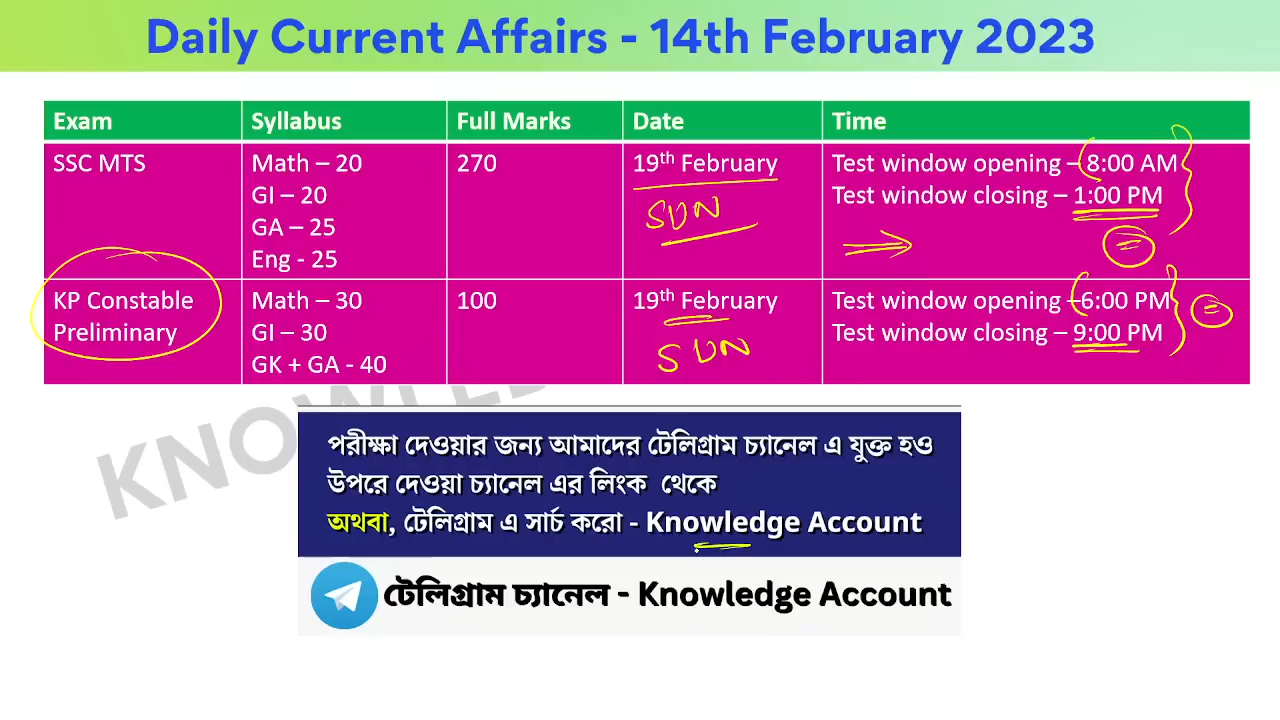 Daily Current Affairs - 14th February 2023
Exam Syllabus Full Marks Date Time
SSC MTS
Math – 20
GI – 20
GA – 25
Eng - 25
270
19th February
SUN
Test window opening – 8:00 AM
Test window closing – 1:00 PM
KP Constable
Preliminary
Math – 30
GI – 30
GK + GA - 40
100
19th February
SUN
Test window opening –6:00 PM
Test window closing – 9:00 PM
পরীক্ষা দেওয়ার জন্য আমাদের টেলিগ্রাম চ্যানেল এ যুক্ত হও
উপরে দেওয়া চ্যানেল এর লিংক থেকে
অথবা, টেলিগ্রাম এ সার্চ করো - Knowledge Account
টেলিগ্রাম চ্যানেল - Knowledge Account